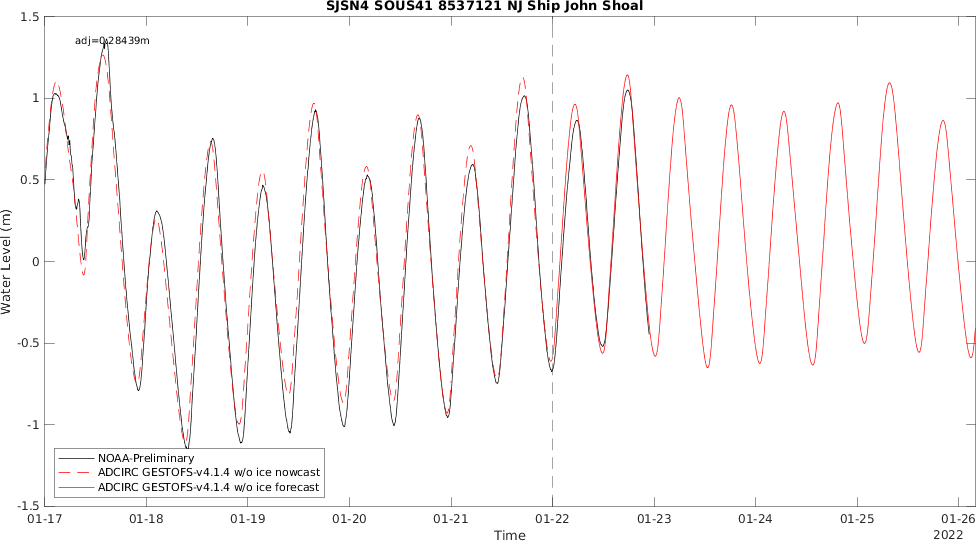 SJSN4 SOUS41 8537121 NJ Ship John Shoal
adj=0.28439m
1.5
1
0.5
0
-0.5
-1
-1.5
Water Level (m)
NOAA-Preliminary
ADCIRC GESTOFS-v4.1.4 w/o ice nowcast
ADCIRC GESTOFS-v4.1.4 w/o ice forecast
01-17 01-18 01-19 01-20 01-21 01-22 01-23 01-24 01-25 01-26
Time
2022